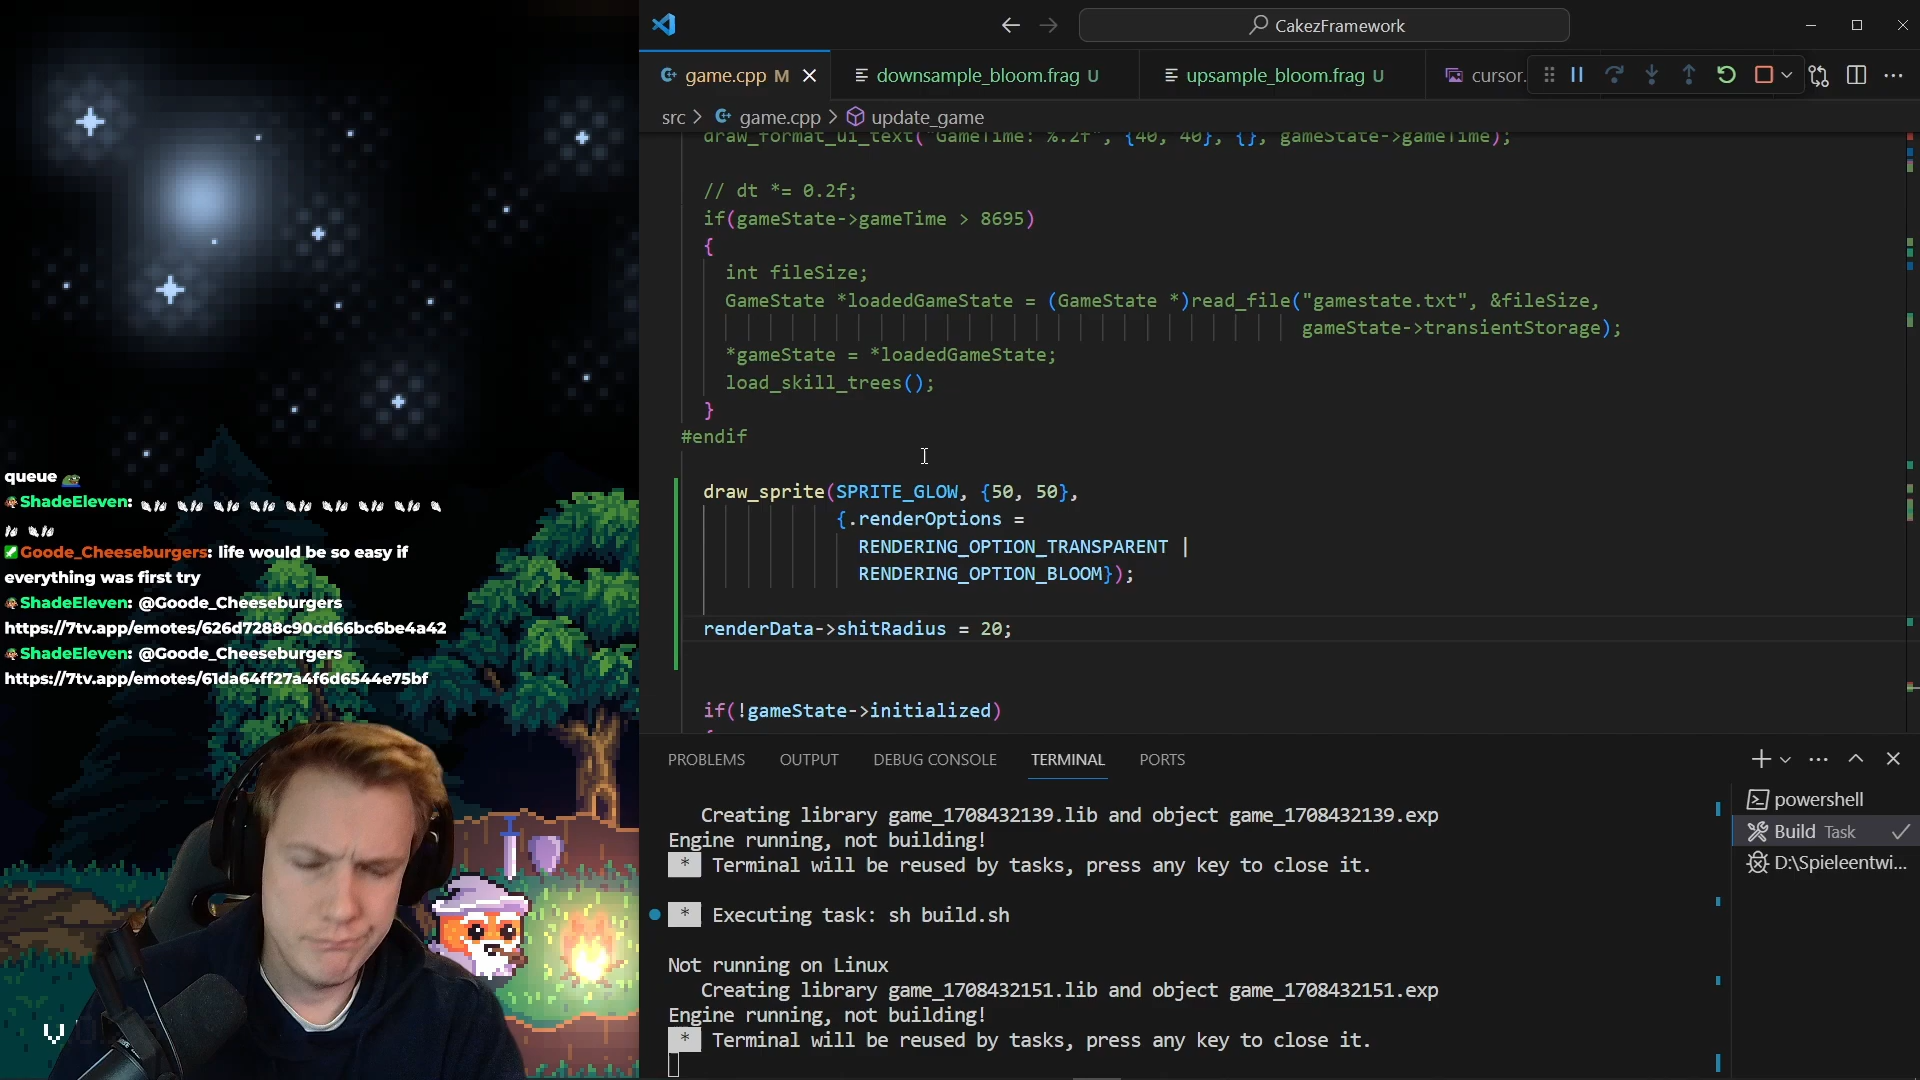 CakezFramework
game.cpp M
downsample_bloom.frag U
upsample_bloom.frag U
cursor.
src > game.cpp > update_game
draw_format_ui_text("GameTime: %.2f", {40, 40}, {}, gameState->gameTime);
// dt *= 0.2f;
if(gameState->gameTime > 8695)
{
int fileSize;
GameState *loadedGameState = (GameState *)read_file("gamestate.txt", &fileSize,
gameState->transientStorage);
*gameState = *loadedGameState;
load_skill_trees();
}
#endif
draw_sprite(SPRITE_GLOW, {50, 50},
{.renderOptions =
RENDERING_OPTION_TRANSPARENT |
RENDERING_OPTION_BLOOM});
renderData->shitRadius = 20;
if(!gameState->initialized)
queue
ShadeEleven:
Goode_Cheeseburgers: life would be so easy if
everything was first try
ShadeEleven: @Goode_Cheeseburgers
https://7tv.app/emotes/626d7288c90cd66bc6be4a42
ShadeEleven: @Goode_Cheeseburgers
https://7tv.app/emotes/61da64ff27a4f6d6544e75bf
PROBLEMS
OUTPUT
DEBUG CONSOLE
TERMINAL
PORTS
Creating library game_1708432139.lib and object game_1708432139.exp
Engine running, not building!
* Terminal will be reused by tasks, press any key to close it.
* Executing task: sh build.sh
Not running on Linux
Creating library game_1708432151.lib and object game_1708432151.exp
Engine running, not building!
* Terminal will be reused by tasks, press any key to close it.
powershell
Build Task
D:\Spieleentwi...